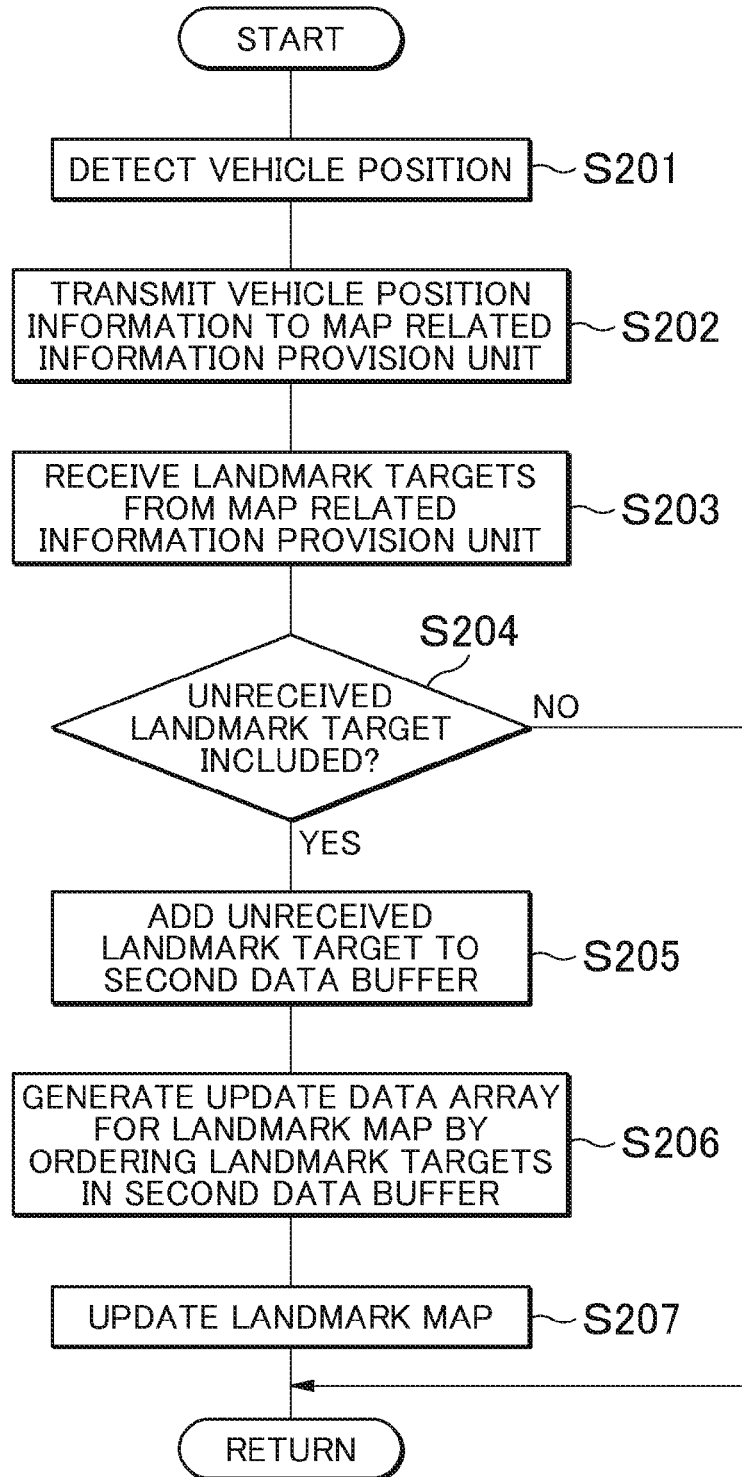 START
DETECT VEHICLE POSITION
S201
TRANSMIT VEHICLE POSITION
INFORMATION TO MAP RELATED
INFORMATION PROVISION UNIT
S202
RECEIVE LANDMARK TARGETS
FROM MAP RELATED
INFORMATION PROVISION UNIT
S203
S204
UNRECEIVED
LANDMARK TARGET
INCLUDED?
NO
YES
ADD UNRECEIVED
LANDMARK TARGET TO
SECOND DATA BUFFER
S205
GENERATE UPDATE DATA ARRAY
FOR LANDMARK MAP BY
ORDERING LANDMARK TARGETS
IN SECOND DATA BUFFER
S206
UPDATE LANDMARK MAP
S207
RETURN